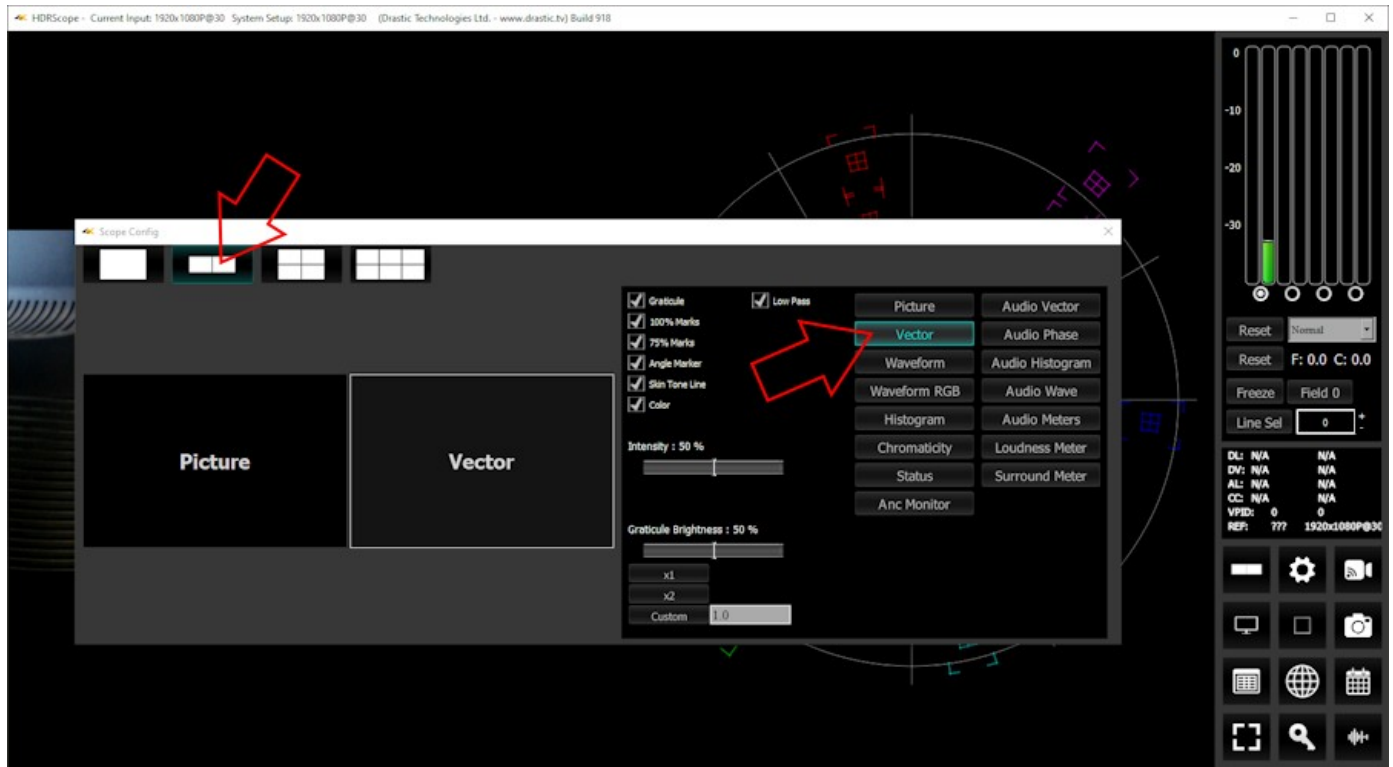 HDRScope - Current Input: 1920x1080P@30 System Setup: 1920x1080P@30 (Drastic Technologies Ltd. - www.drastic.tv) Build 918
Scope Config
Picture
Vector
Graticule
Low Pass
100% Marks
75% Marks
Angle Marker
Skin Tone Line
Color
Intensity : 50 %
Graticule Brightness : 50 %
x1
x2
Custom 1.0
Picture Audio Vector
Vector Audio Phase
Waveform Audio Histogram
Waveform RGB Audio Wave
Histogram Audio Meters
Chromaticity Loudness Meter
Status Surround Meter
Anc Monitor
0
-10
-20
-30
Reset Normal
Reset F: 0.0 C: 0.0
Freeze Field 0
Line Sel 0 + -
DL: N/A N/A
DV: N/A N/A
AL: N/A N/A
CC: N/A N/A
VPID: 0 0
REF: ??? 1920x1080P@30